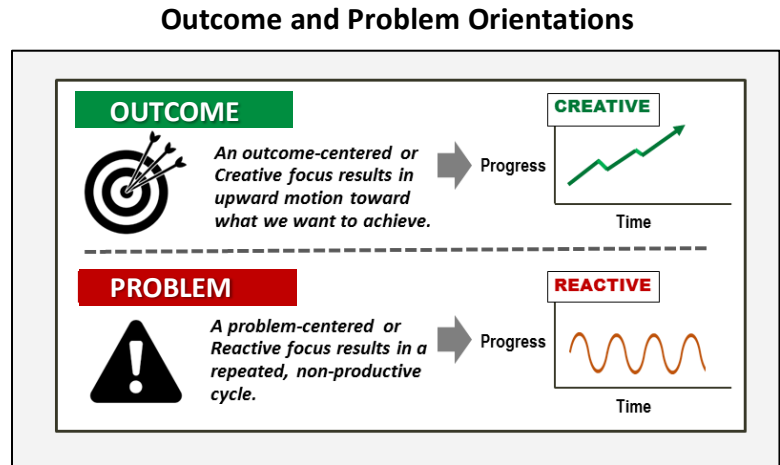 Outcome and Problem Orientations
OUTCOME
An outcome-centered or
Creative focus results in
upward motion toward
what we want to achieve.
CREATIVE
Progress
Time
PROBLEM
A problem-centered or
Reactive focus results in a
repeated, non-productive
cycle.
REACTIVE
Progress
Time